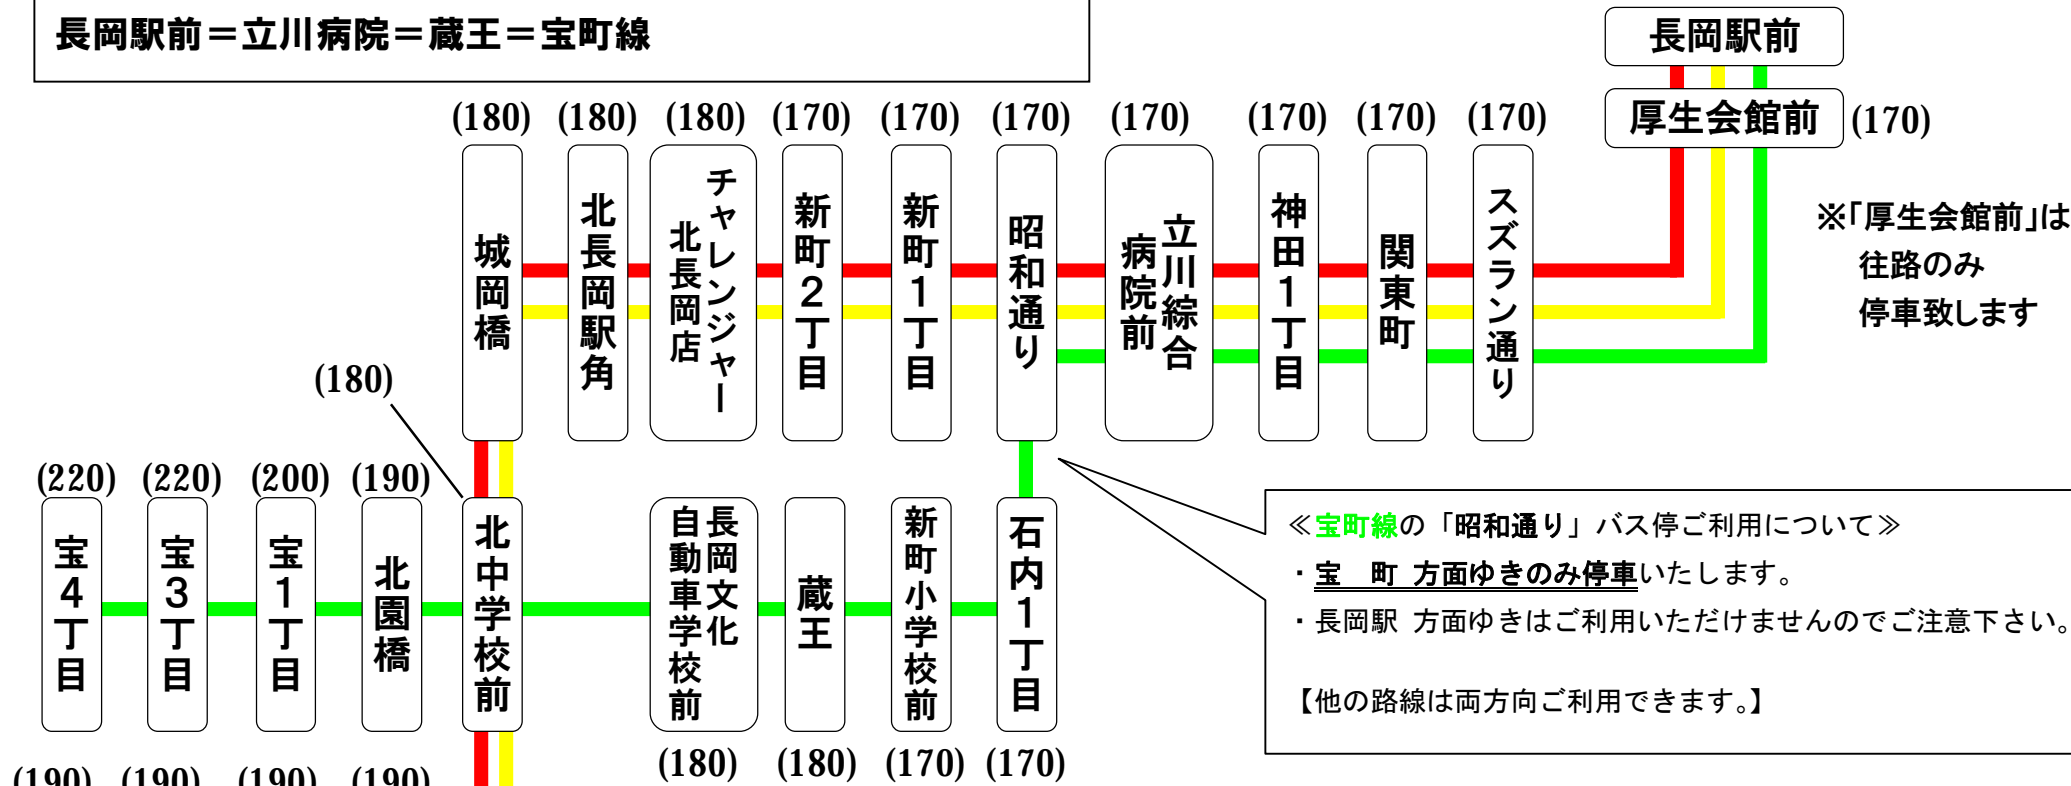 長岡駅前＝立川病院＝蔵王＝宝町線
長岡駅前
厚生会館前
(170)
※「厚生会館前」は
往路のみ
停車致します
(180)
(180)
(180)
(170)
(170)
(170)
(170)
(170)
(170)
(170)
城岡橋
北長岡駅角
チャレンジャー
北長岡店
新町２丁目
新町１丁目
昭和通り
立川綜合
病院前
神田１丁目
関東町
スズラン通り
(180)
(220)
(220)
(200)
(190)
宝４丁目
宝３丁目
宝１丁目
北園橋
北中学校前
長岡文化
自動車学校前
蔵王
新町小学校前
石内１丁目
(180)
(180)
(170)
(170)
≪宝町線の「昭和通り」バス停ご利用について≫
・宝　町 方面ゆきのみ停車いたします。
・長岡駅 方面ゆきはご利用いただけませんのでご注意下さい。
【他の路線は両方向ご利用できます。】
(190)
(190)
(190)
(190)